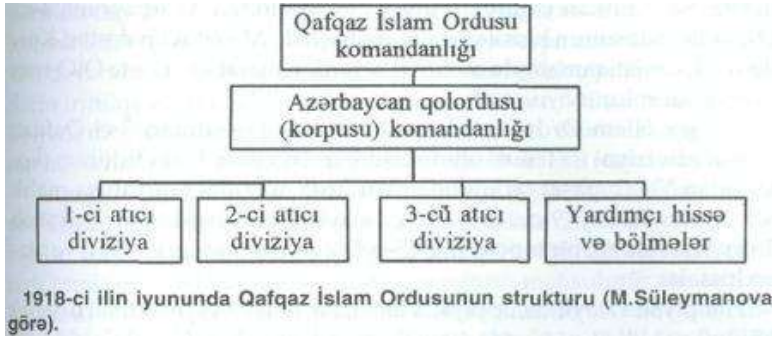 Qafqaz İslam Ordusu
komandanlığı
Azərbaycan qolordusu
(korpusu) komandanlığı
1-ci atıcı
diviziya
2-ci atıcı
diviziya
3-cü atıcı
diviziya
Yardımçı hissə
və bölmələr
1918-ci ilin iyununda Qafqaz İslam Ordusunun strukturu (M.Süleymanova
görə).